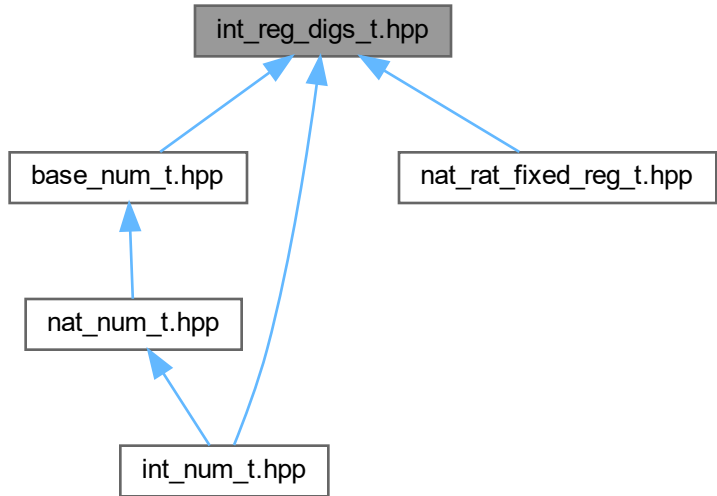 int_reg_digs_t.hpp
base_num_t.hpp
nat_rat_fixed_reg_t.hpp
nat_num_t.hpp
int_num_t.hpp